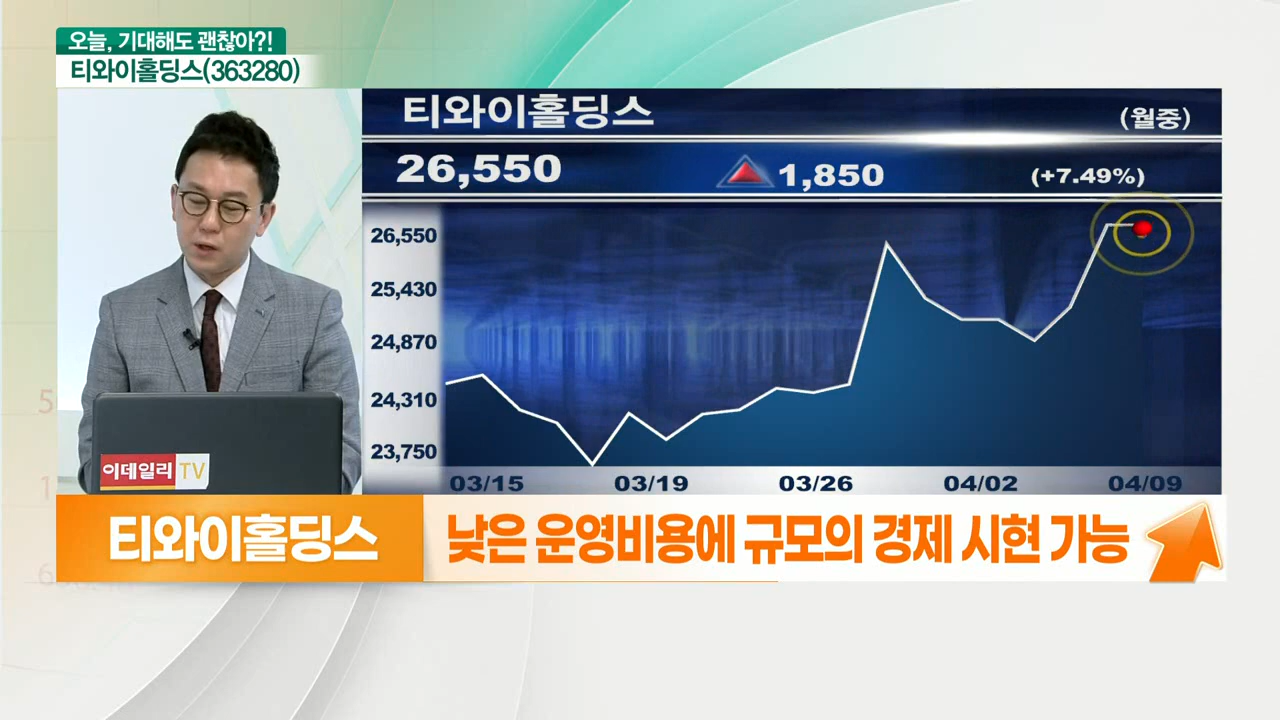 오늘, 기대해도 괜찮아?!
티와이홀딩스(363280)
티와이홀딩스
(월중)
26,550
1,850
(+7.49%)
26,550
25,430
24,870
24,310
23,750
03/15
03/19
03/26
04/02
04/09
이데일리 TV
티와이홀딩스
낮은 운영비용에 규모의 경제 시현 가능